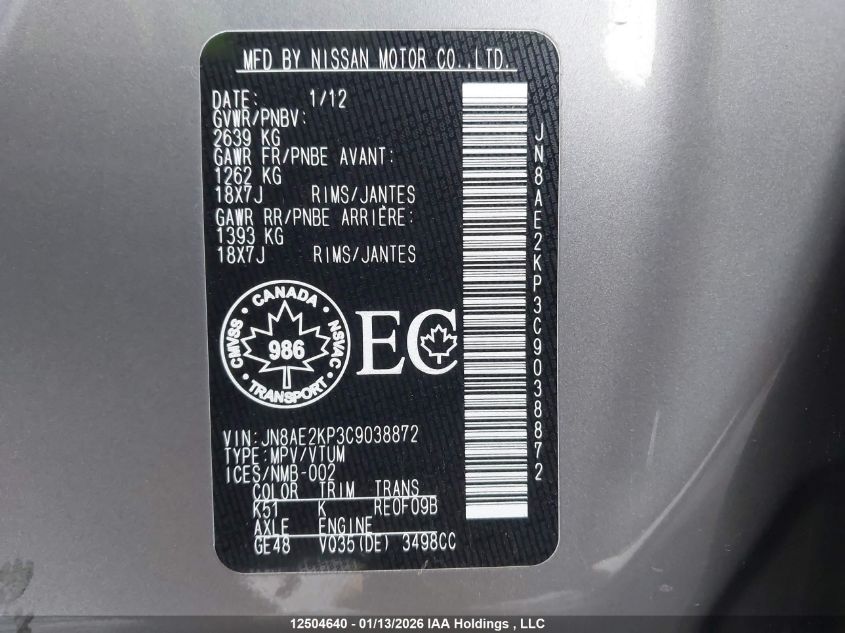 MFD BY NISSAN MOTOR CO.,LTD.
DATE: 1/12
GVWR/PNBV:
2639 KG
GAWR FR/PNBE AVANT:
1262 KG
18X7J RIMS/JANTES
GAWR RR/PNBE ARRIÈRE:
1393 KG
18X7J RIMS/JANTES
JN8AE2KP3C9038872
CANADA
CMVSS
NSVAC
986
TRANSPORT
EC
VIN:JN8AE2KP3C9038872
TYPE:MPV/VTUM
ICES/NMB-002
COLOR TRIM TRANS
K51 K RE0F09B
AXLE ENGINE
GE48 VQ35(DE) 3498CC
12504640 - 01/13/2026 IAA Holdings , LLC